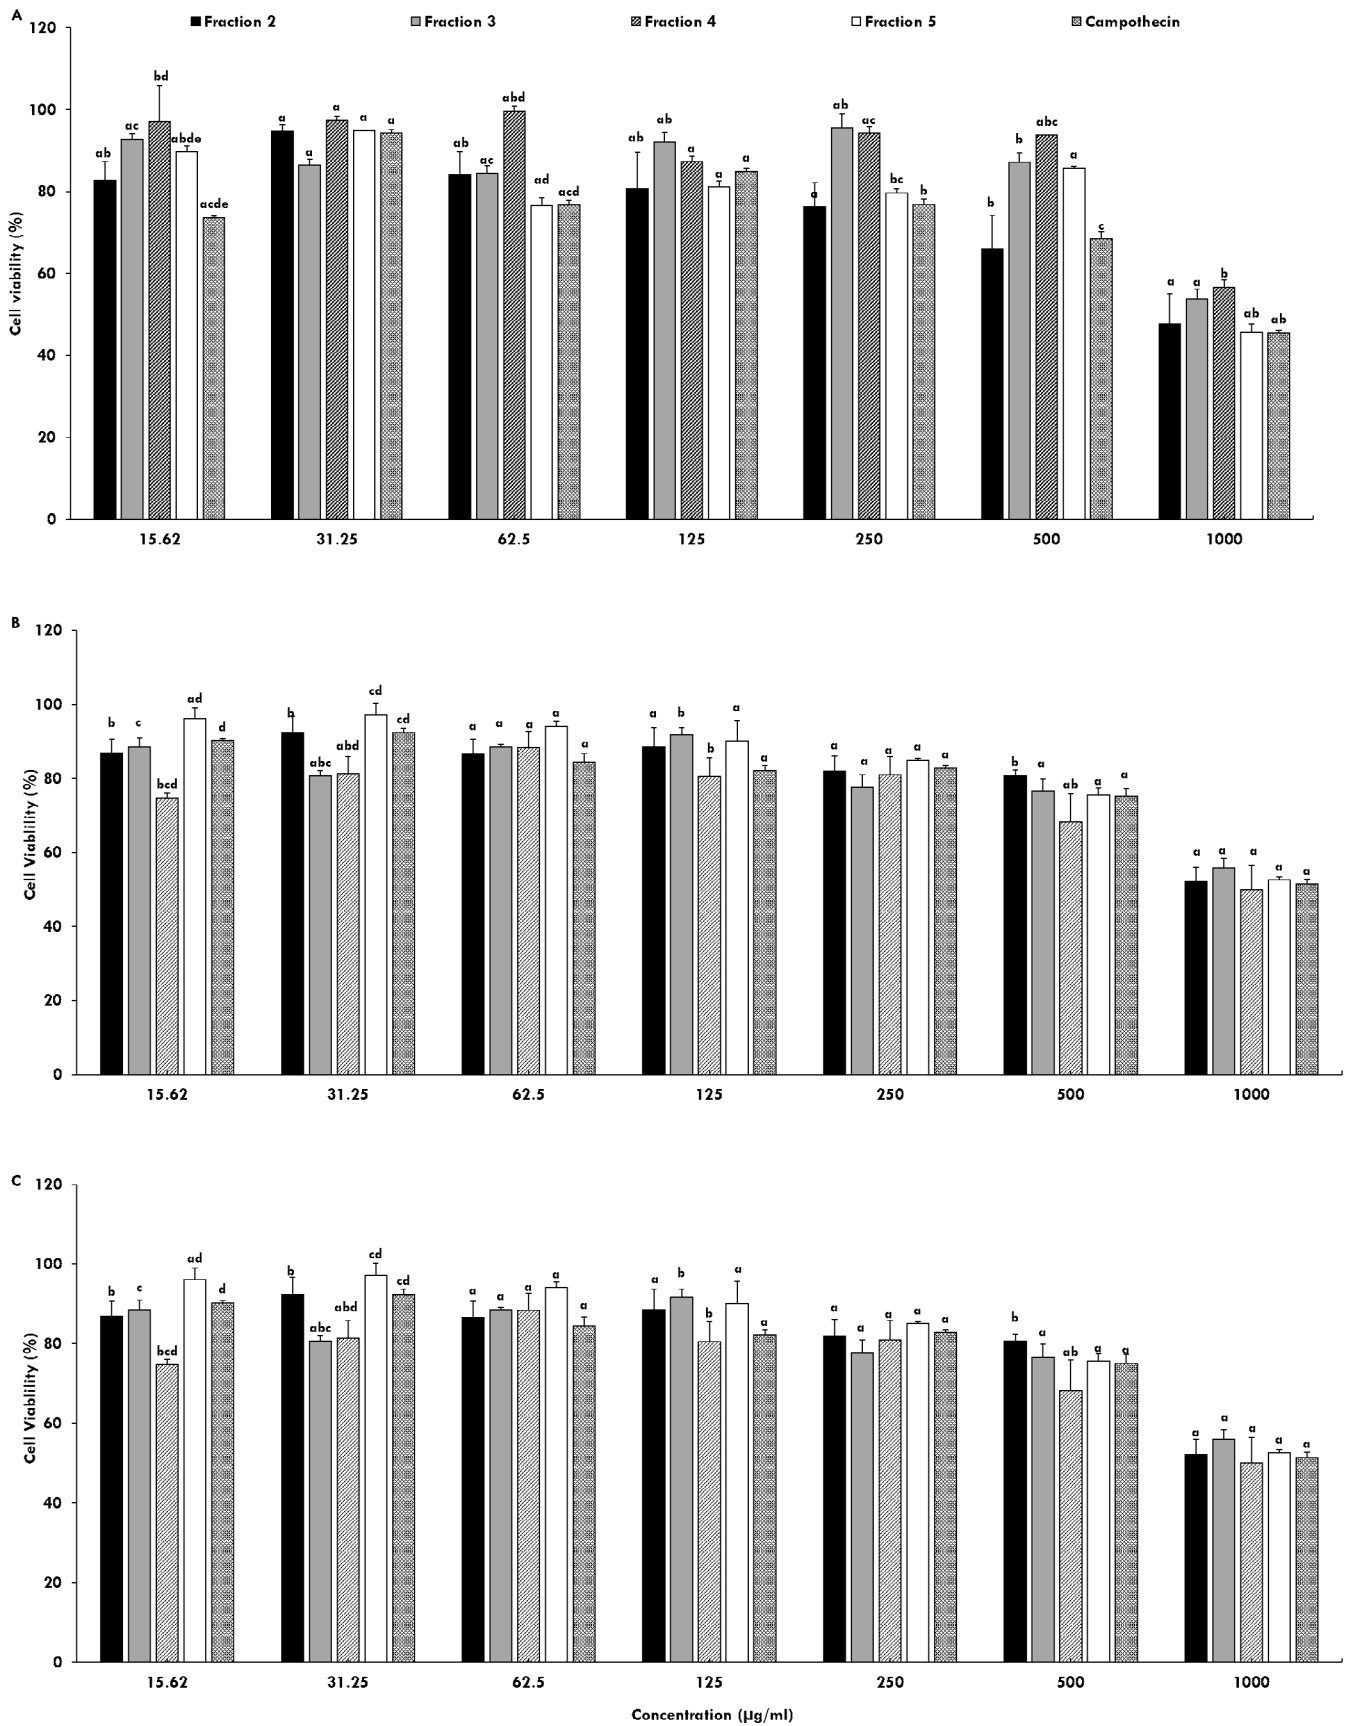 A
Fraction 2 Fraction 3 Fraction 4 Fraction 5 Campothecin
Cell viability (%)
120
100
80
60
40
20
0
ab ac bd abde acde
a a a a a
ab ac abd ad acd
ab ab a a a
a ab ac bc b
b b abc a c
a a b ab ab
15.62 31.25 62.5 125 250 500 1000
B
Cell Viablility (%)
120
100
80
60
40
20
0
b c bcd ad d
b abc abd cd cd
a a a a a
a b b a a
a a a a a
b a ab a a
a a a a a
15.62 31.25 62.5 125 250 500 1000
C
Cell Viablility (%)
120
100
80
60
40
20
0
b c bcd ad d
b abc abd cd cd
a a a a a
a b b a a
a a a a a
b a ab a a
a a a a a
15.62 31.25 62.5 125 250 500 1000
Concentration (µg/ml)